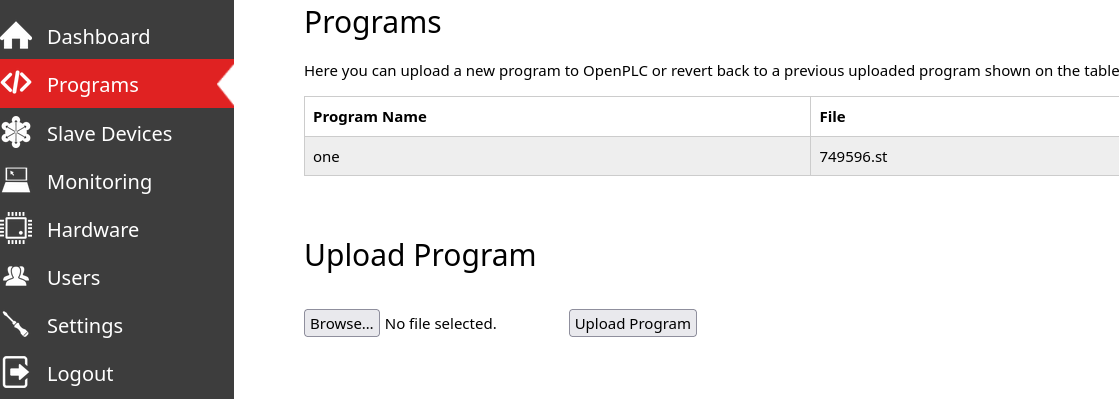 Dashboard
Programs
Slave Devices
Monitoring
Hardware
Users
Settings
Logout
Programs
Here you can upload a new program to OpenPLC or revert back to a previous uploaded program shown on the table
Program Name File
one 749596.st
Upload Program
Browse... No file selected. Upload Program